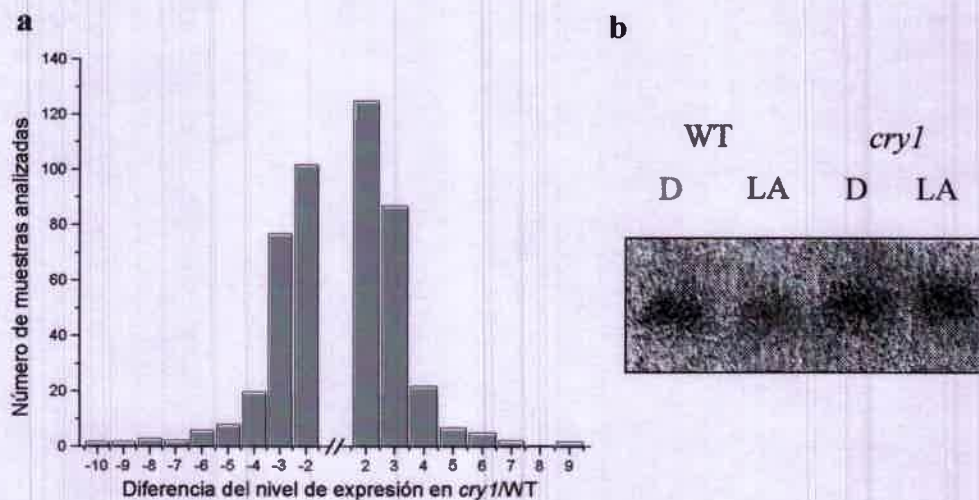 a
b
Número de muestras analizadas
140
120
100
80
60
40
20
0
-10 -9 -8 -7 -6 -5 -4 -3 -2 // 2 3 4 5 6 7 9
Diferencia del nivel de expresión en cry1/WT
WT cry1
D LA D LA